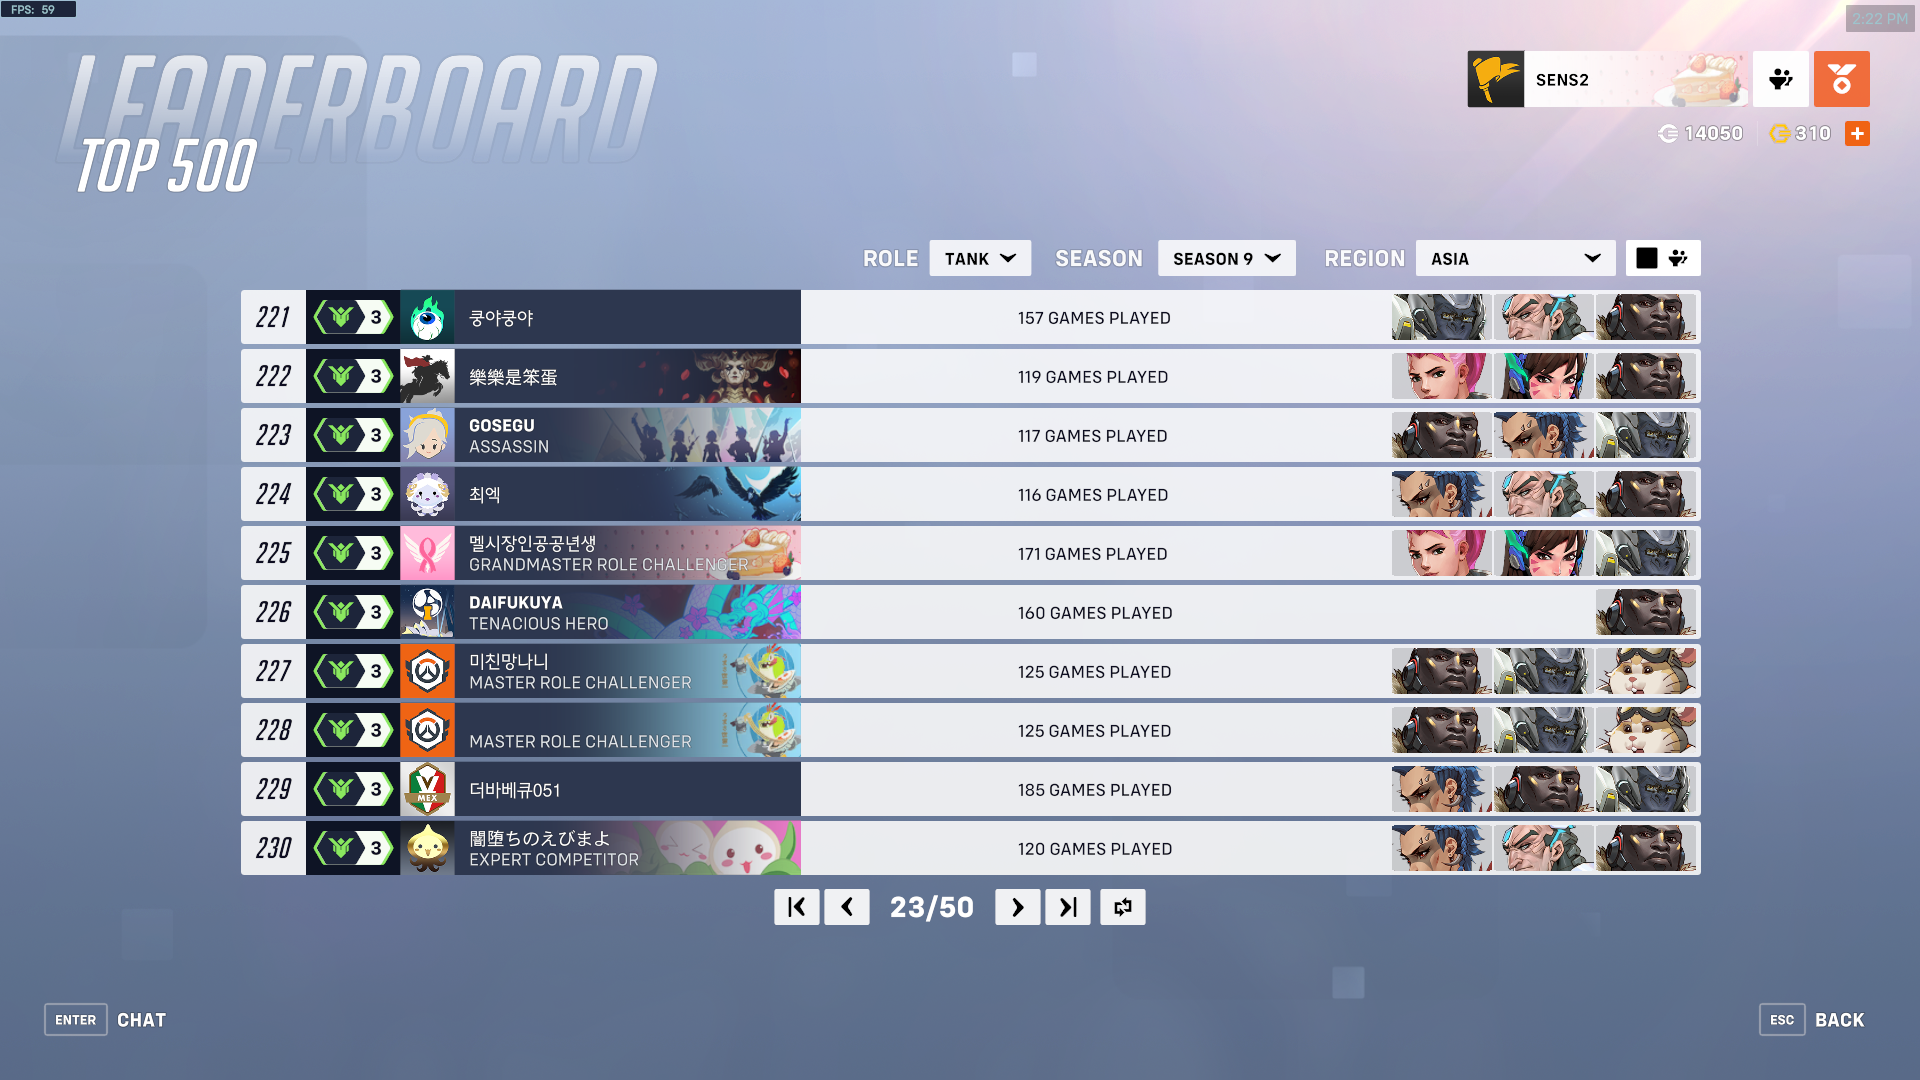 FPS: 59
2:22 PM
LEADERBOARD
TOP 500
SENS2
14050
310
ROLE TANK SEASON SEASON 9 REGION ASIA
221 3 쿵야쿵야 157 GAMES PLAYED
222 3 樂樂是笨蛋 119 GAMES PLAYED
223 3 GOSEGU 117 GAMES PLAYED
ASSASSIN
224 3 최엑 116 GAMES PLAYED
225 3 멜시장인공공년생 171 GAMES PLAYED
GRANDMASTER ROLE CHALLENGER
226 3 DAIFUKUYA 160 GAMES PLAYED
TENACIOUS HERO
227 3 미친망나니 125 GAMES PLAYED
MASTER ROLE CHALLENGER
228 3 125 GAMES PLAYED
MASTER ROLE CHALLENGER
229 3 MEX 더바베큐051 185 GAMES PLAYED
230 3 闇堕ちのえびまよ 120 GAMES PLAYED
EXPERT COMPETITOR
23/50
ENTER CHAT
ESC BACK